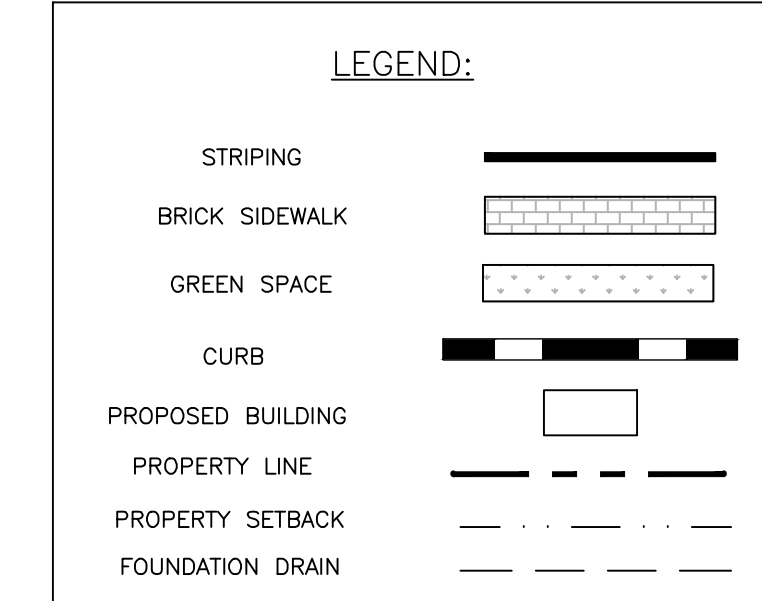 LEGEND:
STRIPING
BRICK SIDEWALK
GREEN SPACE
CURB
PROPOSED BUILDING
PROPERTY LINE
PROPERTY SETBACK
FOUNDATION DRAIN